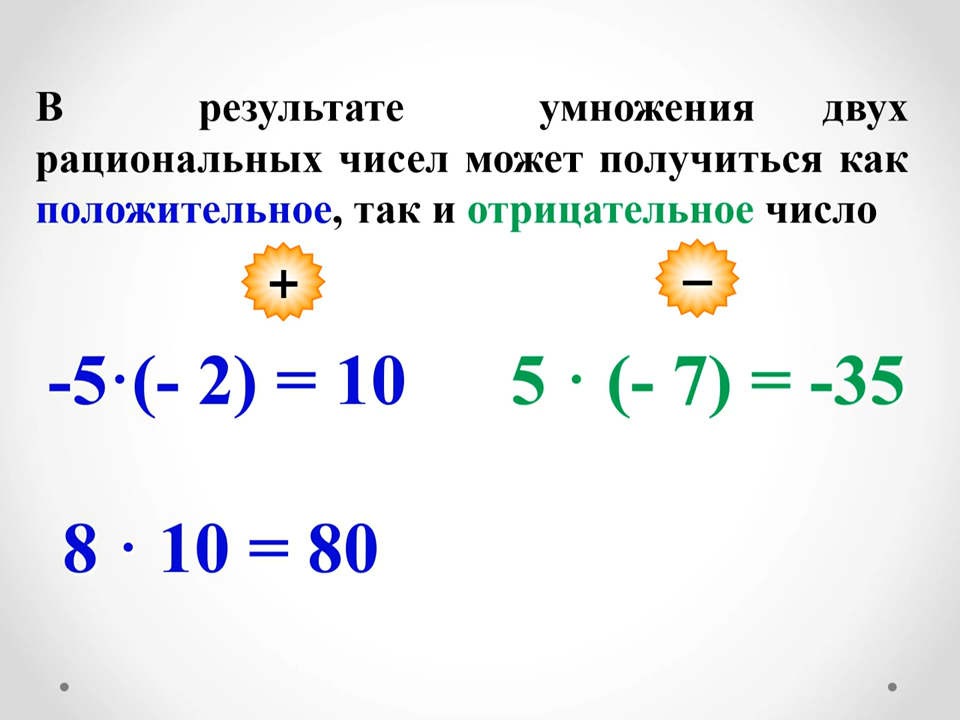 В результате умножения двух
рациональных чисел может получиться как
положительное, так и отрицательное число
+ –
-5·(- 2) = 10 5 · (- 7) = -35
8 · 10 = 80